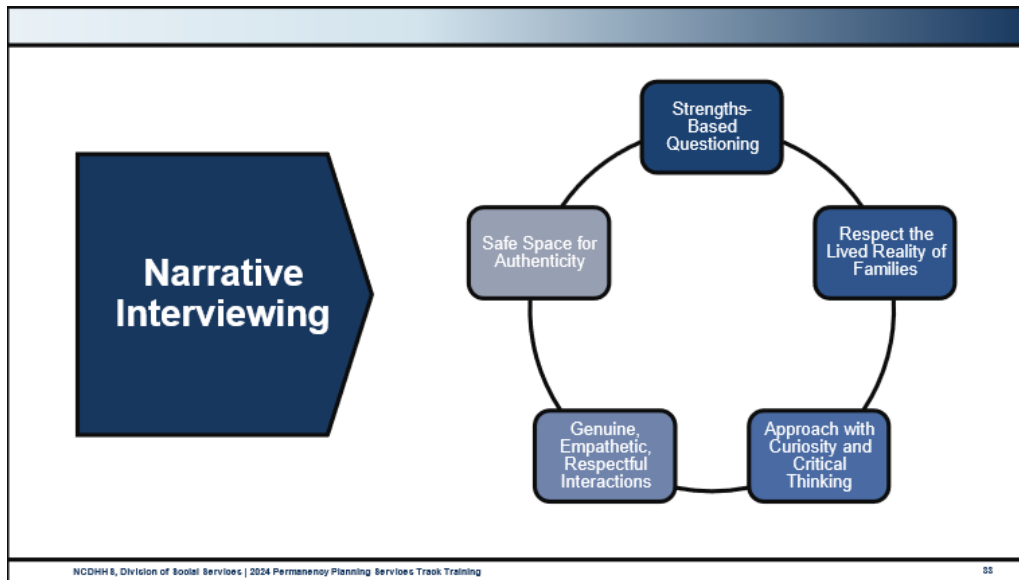 Narrative
Interviewing
Strengths-
Based
Questioning
Respect the
Lived Reality of
Families
Approach with
Curiosity and
Critical
Thinking
Genuine,
Empathetic,
Respectful
Interactions
Safe Space for
Authenticity
NCDHHS, Division of Social Services | 2024 Permanency Planning Services Track Training
33